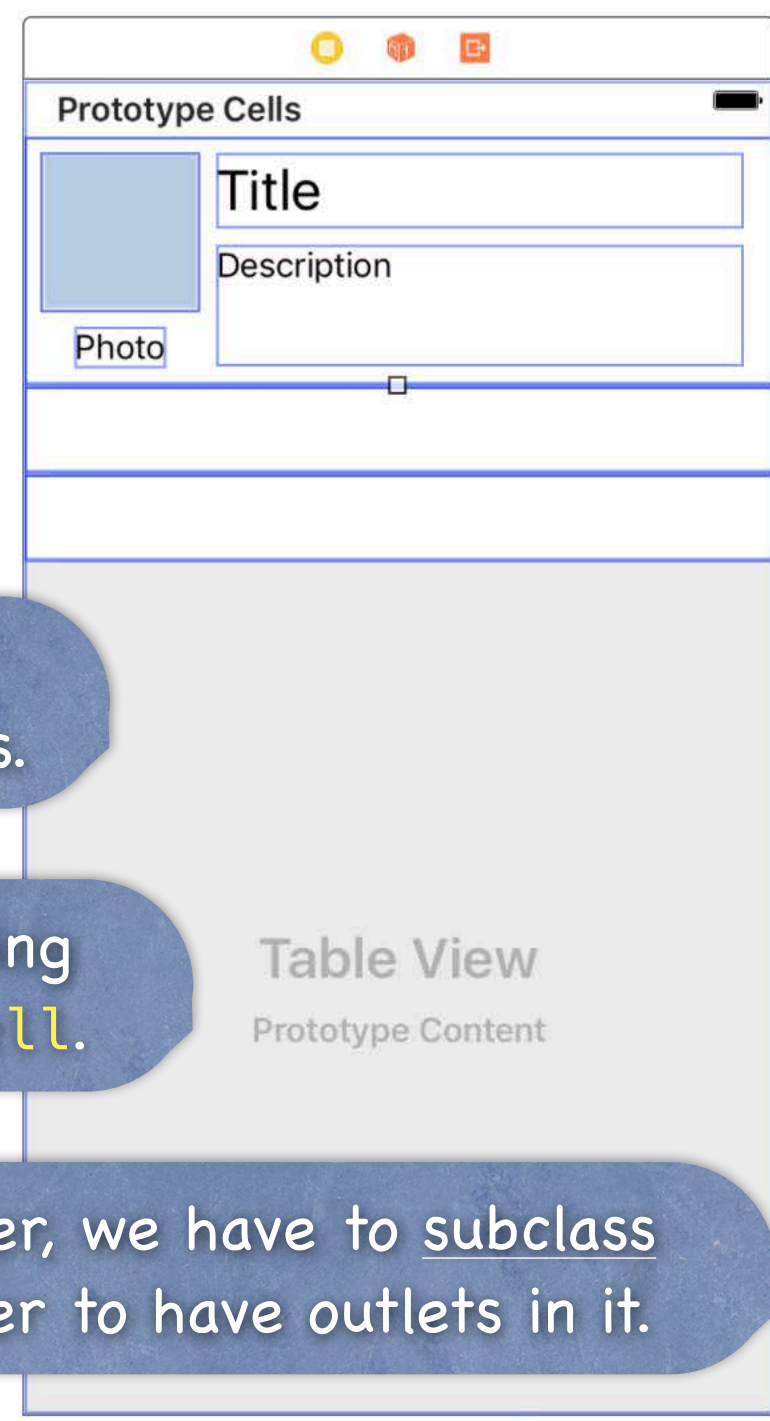 Prototype Cells
Title
Description
Photo
s.
ng
ll.
Table View
Prototype Content
er, we have to subclass
er to have outlets in it.